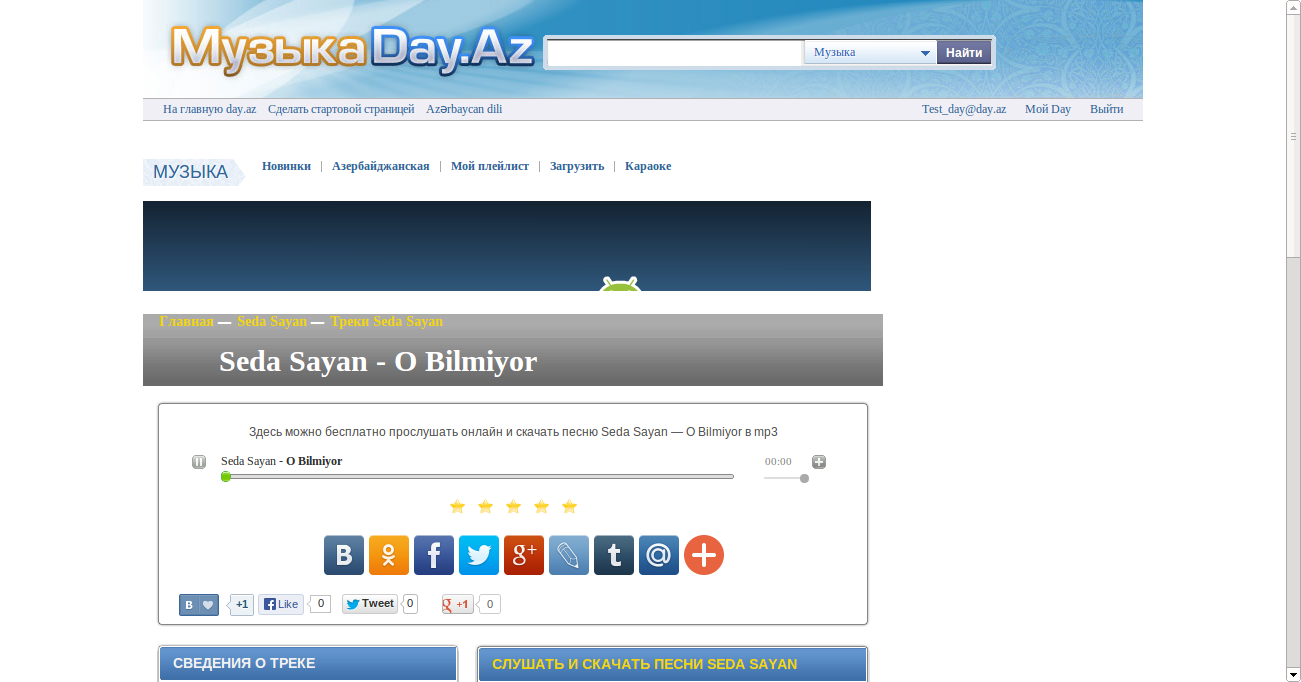 Музыка Day.Az
Музыка
Найти
На главную day.az Сделать стартовой страницей Azərbaycan dili Test_day@day.az Мой Day Выйти
МУЗЫКА Новинки | Азербайджанская | Мой плейлист | Загрузить | Караоке
Главная — Seda Sayan — Треки Seda Sayan
Seda Sayan - O Bilmiyor
Здесь можно бесплатно прослушать онлайн и скачать песню Seda Sayan — O Bilmiyor в mp3
Seda Sayan - O Bilmiyor 00:00
В f g+ t @
В +1 Like 0 Tweet 0 g +1 0
СВЕДЕНИЯ О ТРЕКЕ
СЛУШАТЬ И СКАЧАТЬ ПЕСНИ SEDA SAYAN